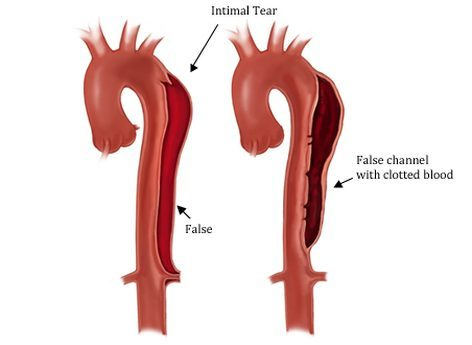 Intimal Tear
False
False channel
with clotted blood